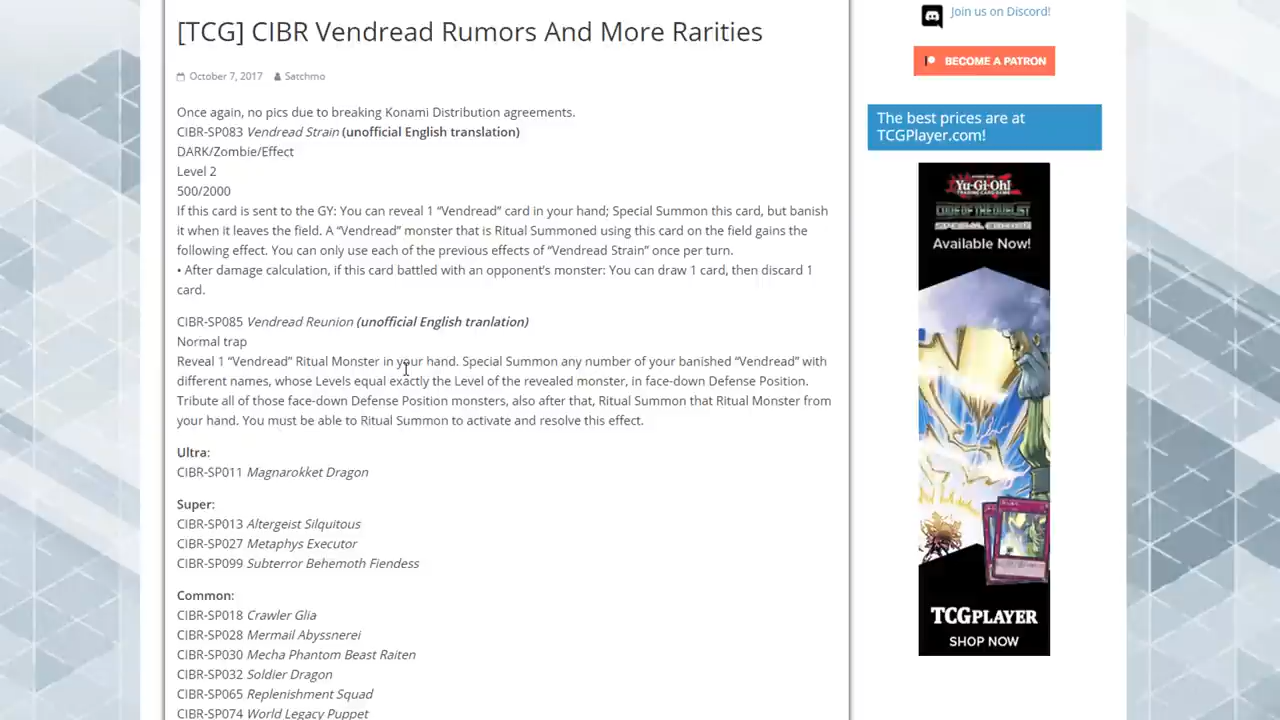 [TCG] CIBR Vendread Rumors And More Rarities
October 7, 2017 Satchmo
Once again, no pics due to breaking Konami Distribution agreements.
CIBR-SP083 Vendread Strain (unofficial English translation)
DARK/Zombie/Effect
Level 2
500/2000
If this card is sent to the GY: You can reveal 1 “Vendread” card in your hand; Special Summon this card, but banish
it when it leaves the field. A “Vendread” monster that is Ritual Summoned using this card on the field gains the
following effect. You can only use each of the previous effects of “Vendread Strain” once per turn.
• After damage calculation, if this card battled with an opponent’s monster: You can draw 1 card, then discard 1
card.
CIBR-SP085 Vendread Reunion (unofficial English tranlation)
Normal trap
Reveal 1 “Vendread” Ritual Monster in your hand. Special Summon any number of your banished “Vendread” with
different names, whose Levels equal exactly the Level of the revealed monster, in face-down Defense Position.
Tribute all of those face-down Defense Position monsters, also after that, Ritual Summon that Ritual Monster from
your hand. You must be able to Ritual Summon to activate and resolve this effect.
Ultra:
CIBR-SP011 Magnarokket Dragon
Super:
CIBR-SP013 Altergeist Silquitous
CIBR-SP027 Metaphys Executor
CIBR-SP099 Subterror Behemoth Fiendess
Common:
CIBR-SP018 Crawler Glia
CIBR-SP028 Mermail Abyssnerei
CIBR-SP030 Mecha Phantom Beast Raiten
CIBR-SP032 Soldier Dragon
CIBR-SP065 Replenishment Squad
CIBR-SP074 World Legacy Puppet
Join us on Discord!
BECOME A PATRON
The best prices are at
TCGPlayer.com!
Yu-Gi-Oh!
TRADING CARD GAME
CODE OF THE DUELIST
SPECIAL EDITION
Available Now!
TCGPLAYER
SHOP NOW